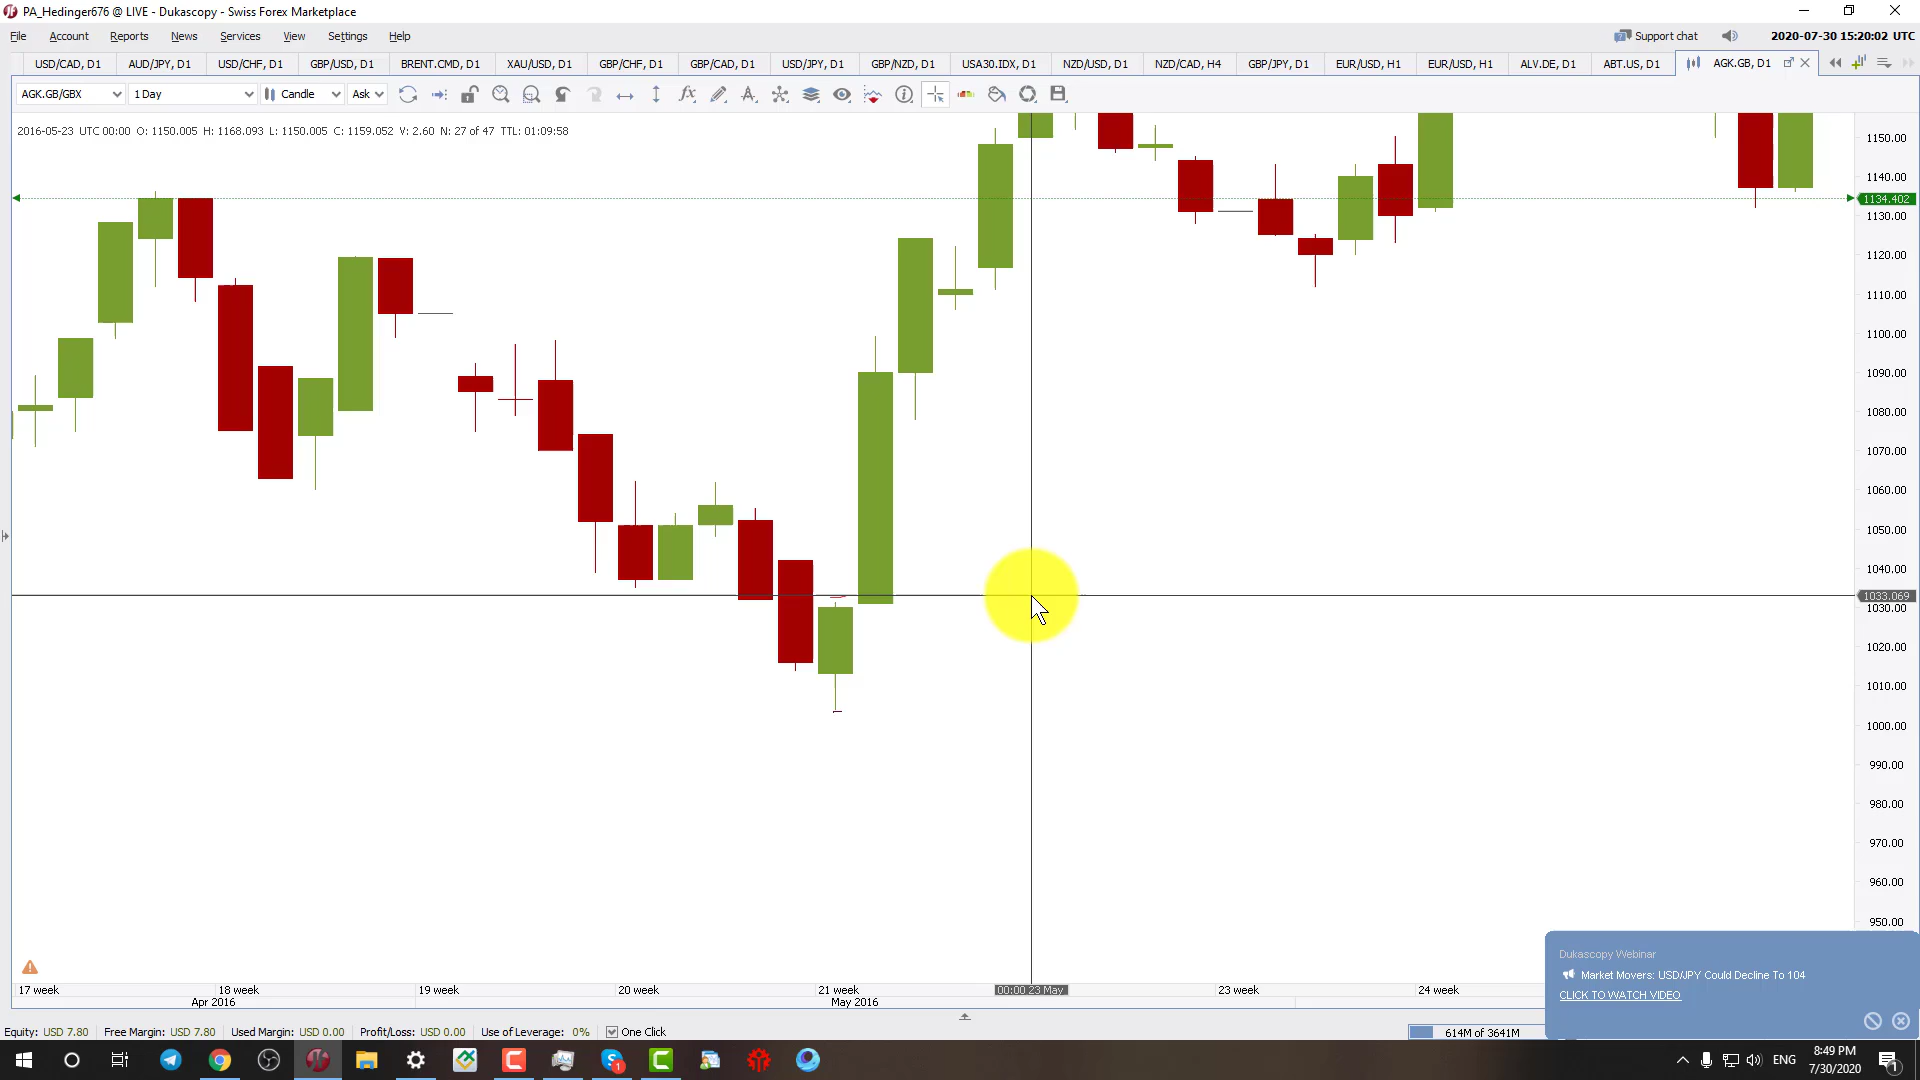 PA_Hedinger676 @ LIVE - Dukascopy - Swiss Forex Marketplace
File Account Reports News Services View Settings Help Support chat 2020-07-30 15:20:02 UTC
USD/CAD, D1 AUD/JPY, D1 USD/CHF, D1 GBP/USD, D1 BRENT.CMD, D1 XAU/USD, D1 GBP/CHF, D1 GBP/CAD, D1 USD/JPY, D1 GBP/NZD, D1 USA30.IDX, D1 NZD/USD, D1 NZD/CAD, H4 GBP/JPY, D1 EUR/USD, H1 EUR/USD, H1 ALV.DE, D1 ABT.US, D1 AGK.GB, D1
AGK.GB/GBX 1 Day Candle Ask
2016-05-23 UTC 00:00 O: 1150.005 H: 1168.093 L: 1150.005 C: 1159.052 V: 2.60 N: 27 of 47 TTL: 01:09:58
1150.00
1140.00
1134.402
1130.00
1120.00
1110.00
1100.00
1090.00
1080.00
1070.00
1060.00
1050.00
1040.00
1033.069
1030.00
1020.00
1010.00
1000.00
990.00
980.00
970.00
960.00
950.00
Dukascopy Webinar
Market Movers: USD/JPY Could Decline To 104
CLICK TO WATCH VIDEO
17 week 18 week 19 week 20 week 21 week 00:00 23 May 23 week 24 week
Apr 2016 May 2016
Equity: USD 7.80 Free Margin: USD 7.80 Used Margin: USD 0.00 Profit/Loss: USD 0.00 Use of Leverage: 0% One Click 614M of 3641M
ENG 8:49 PM
7/30/2020